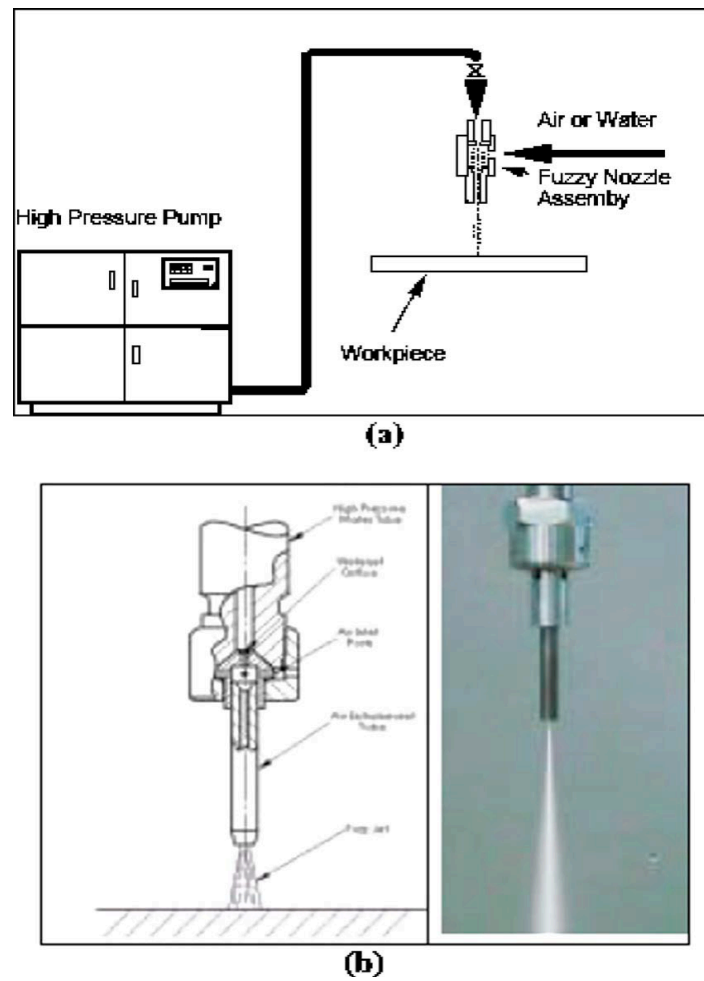 Air or Water
Fuzzy Nozzle
Assemby
High Pressure Pump
Workpiece
(a)
High Pressure
Water Tube
Waterjet
Orifice
Air Inlet
Ports
Air Entrainment
Tube
Fuzzy Jet
(b)